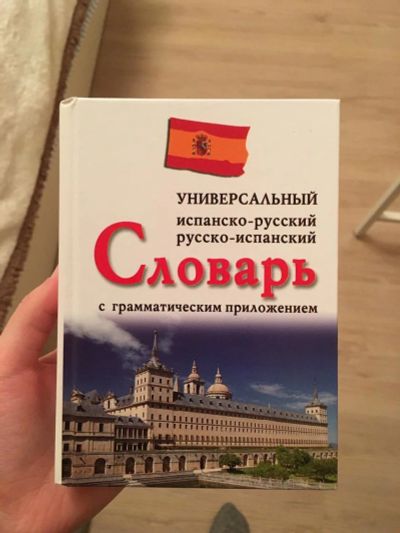 УНИВЕРСАЛЬНЫЙ
испанско-русский
русско-испанский
Словарь
с грамматическим приложением